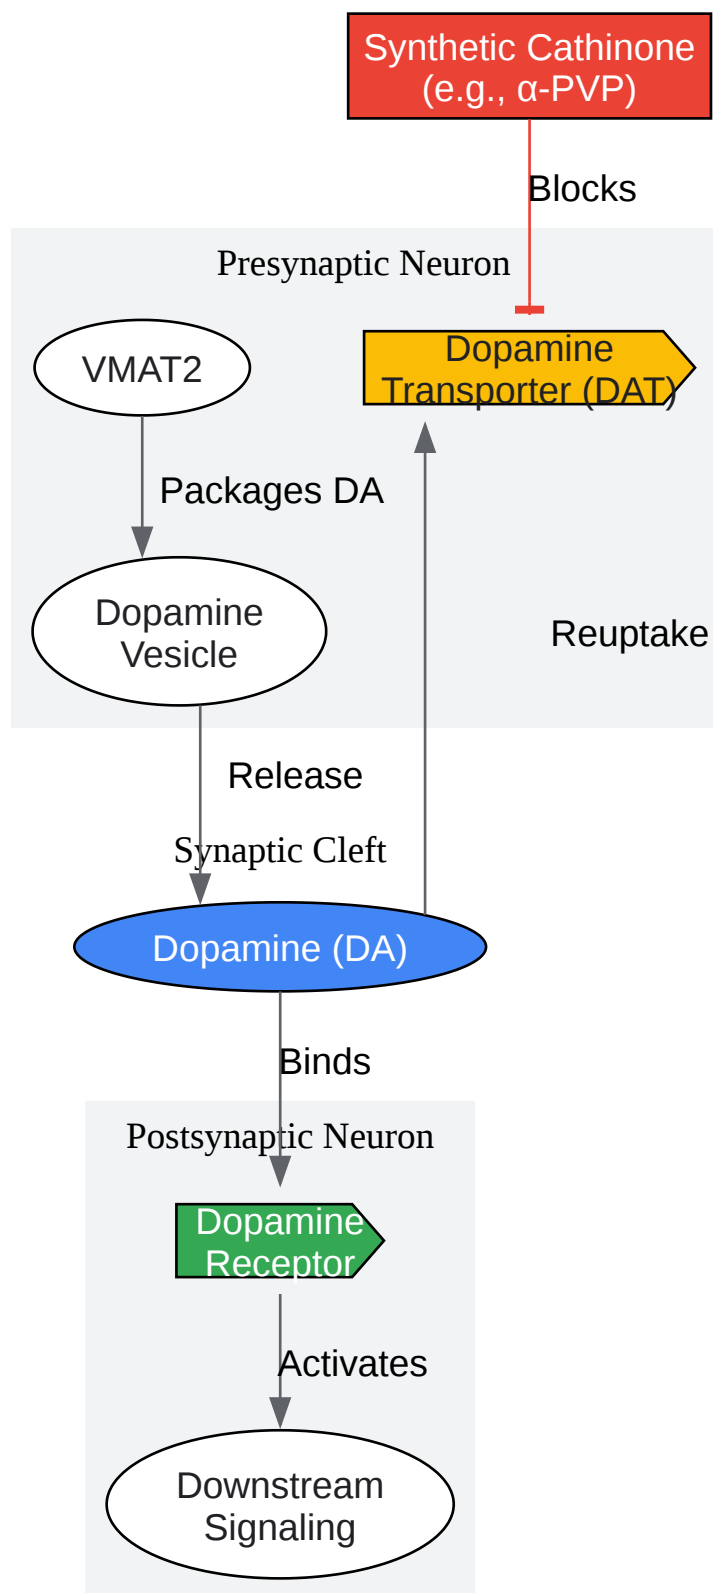 Synthetic Cathinone
(e.g., α-PVP)
Blocks
Presynaptic Neuron
VMAT2
Dopamine
Transporter (DAT)
Packages DA
Dopamine
Vesicle
Reuptake
Release
Synaptic Cleft
Dopamine (DA)
Binds
Postsynaptic Neuron
Dopamine
Receptor
Activates
Downstream
Signaling